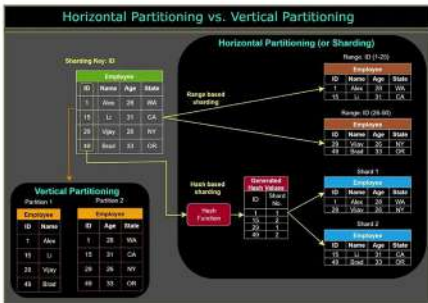 Horizontal Partitioning vs. Vertical Partitioning
Horizontal Partitioning (or Sharding)
Sharding Key: ID
Employee
ID Name Age State
1 Alex 28 WA
15 Li 31 CA
29 Vijay 26 NY
49 Brad 33 OR
Range based
sharding
Range: ID (1-25)
Employee
ID Name Age State
1 Alex 28 WA
15 Li 31 CA
Range: ID (26-50)
Employee
ID Name Age State
29 Vijay 26 NY
49 Brad 33 OR
Hash based
sharding
Hash
Function
Generated
Hash Values
ID Shard
No.
1 1
15 2
29 1
49 2
Shard 1
Employee
ID Name Age State
1 Alex 28 WA
29 Vijay 26 NY
Shard 2
Employee
ID Name Age State
15 Li 31 CA
49 Brad 33 OR
Vertical Partitioning
Partition 1
Employee
ID Name
1 Alex
15 Li
29 Vijay
49 Brad
Partition 2
Employee
ID Age State
1 28 WA
15 31 CA
29 26 NY
49 33 OR